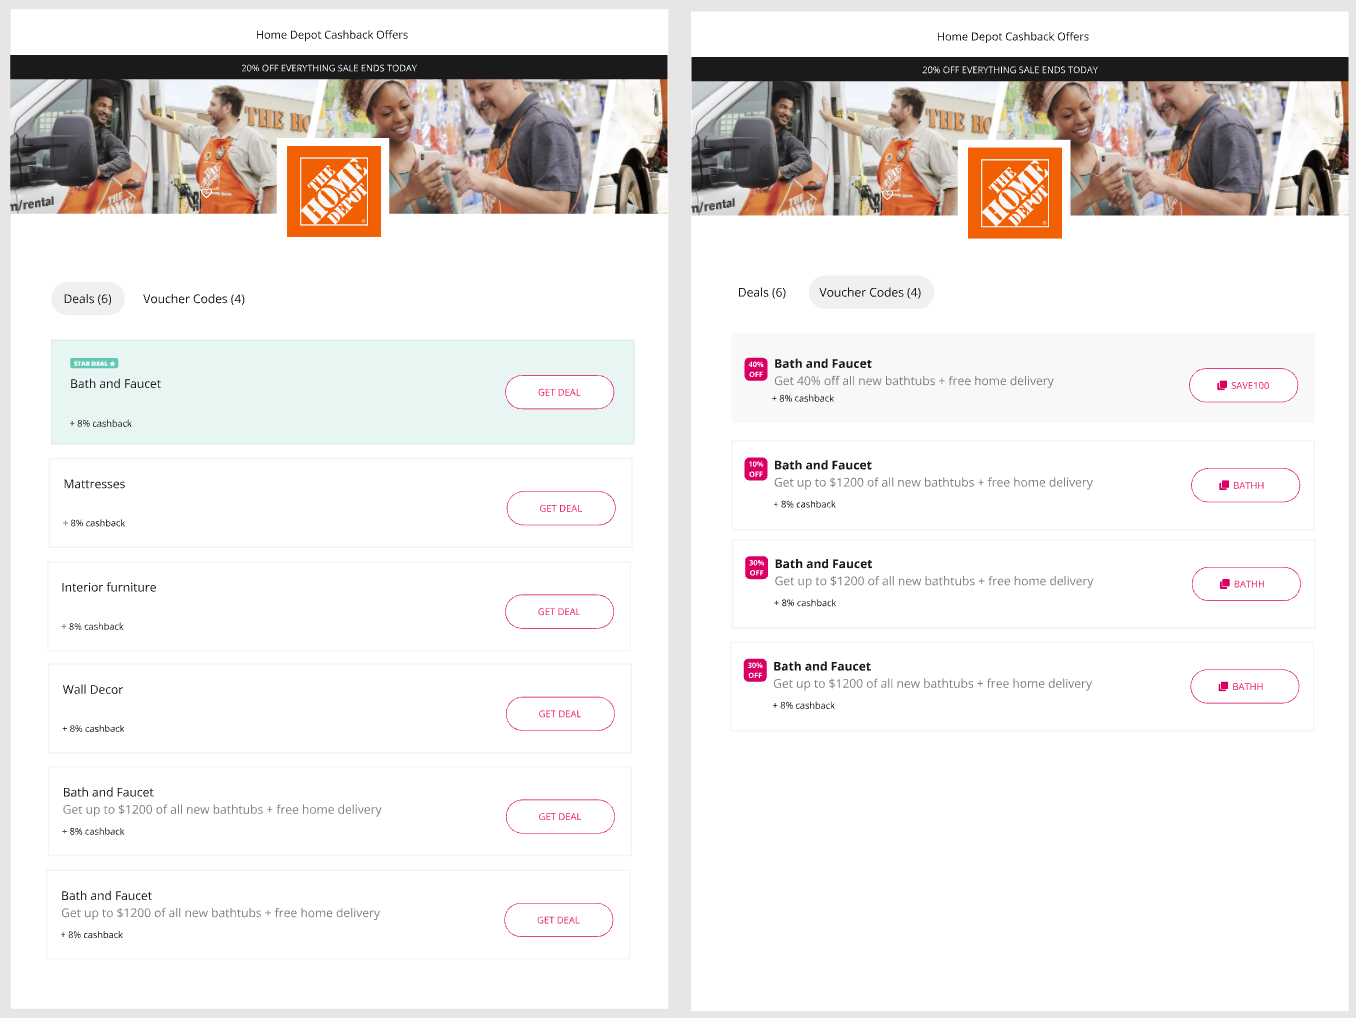 Home Depot Cashback Offers
20% OFF EVERYTHING SALE ENDS TODAY
THE HO
m/rental
THE
HOME
DEPOT
Deals (6)
Voucher Codes (4)
STAR DEAL
Bath and Faucet
GET DEAL
+ 8% cashback
Mattresses
GET DEAL
+ 8% cashback
Interior furniture
GET DEAL
+ 8% cashback
Wall Decor
GET DEAL
+ 8% cashback
Bath and Faucet
Get up to $1200 of all new bathtubs + free home delivery
GET DEAL
+ 8% cashback
Bath and Faucet
Get up to $1200 of all new bathtubs + free home delivery
GET DEAL
+ 8% cashback
Home Depot Cashback Offers
20% OFF EVERYTHING SALE ENDS TODAY
THE HO
m/rental
THE
HOME
DEPOT
Deals (6)
Voucher Codes (4)
40%
OFF
Bath and Faucet
Get 40% off all new bathtubs + free home delivery
+ 8% cashback
SAVE100
10%
OFF
Bath and Faucet
Get up to $1200 of all new bathtubs + free home delivery
+ 8% cashback
BATHH
30%
OFF
Bath and Faucet
Get up to $1200 of all new bathtubs + free home delivery
+ 8% cashback
BATHH
30%
OFF
Bath and Faucet
Get up to $1200 of all new bathtubs + free home delivery
+ 8% cashback
BATHH